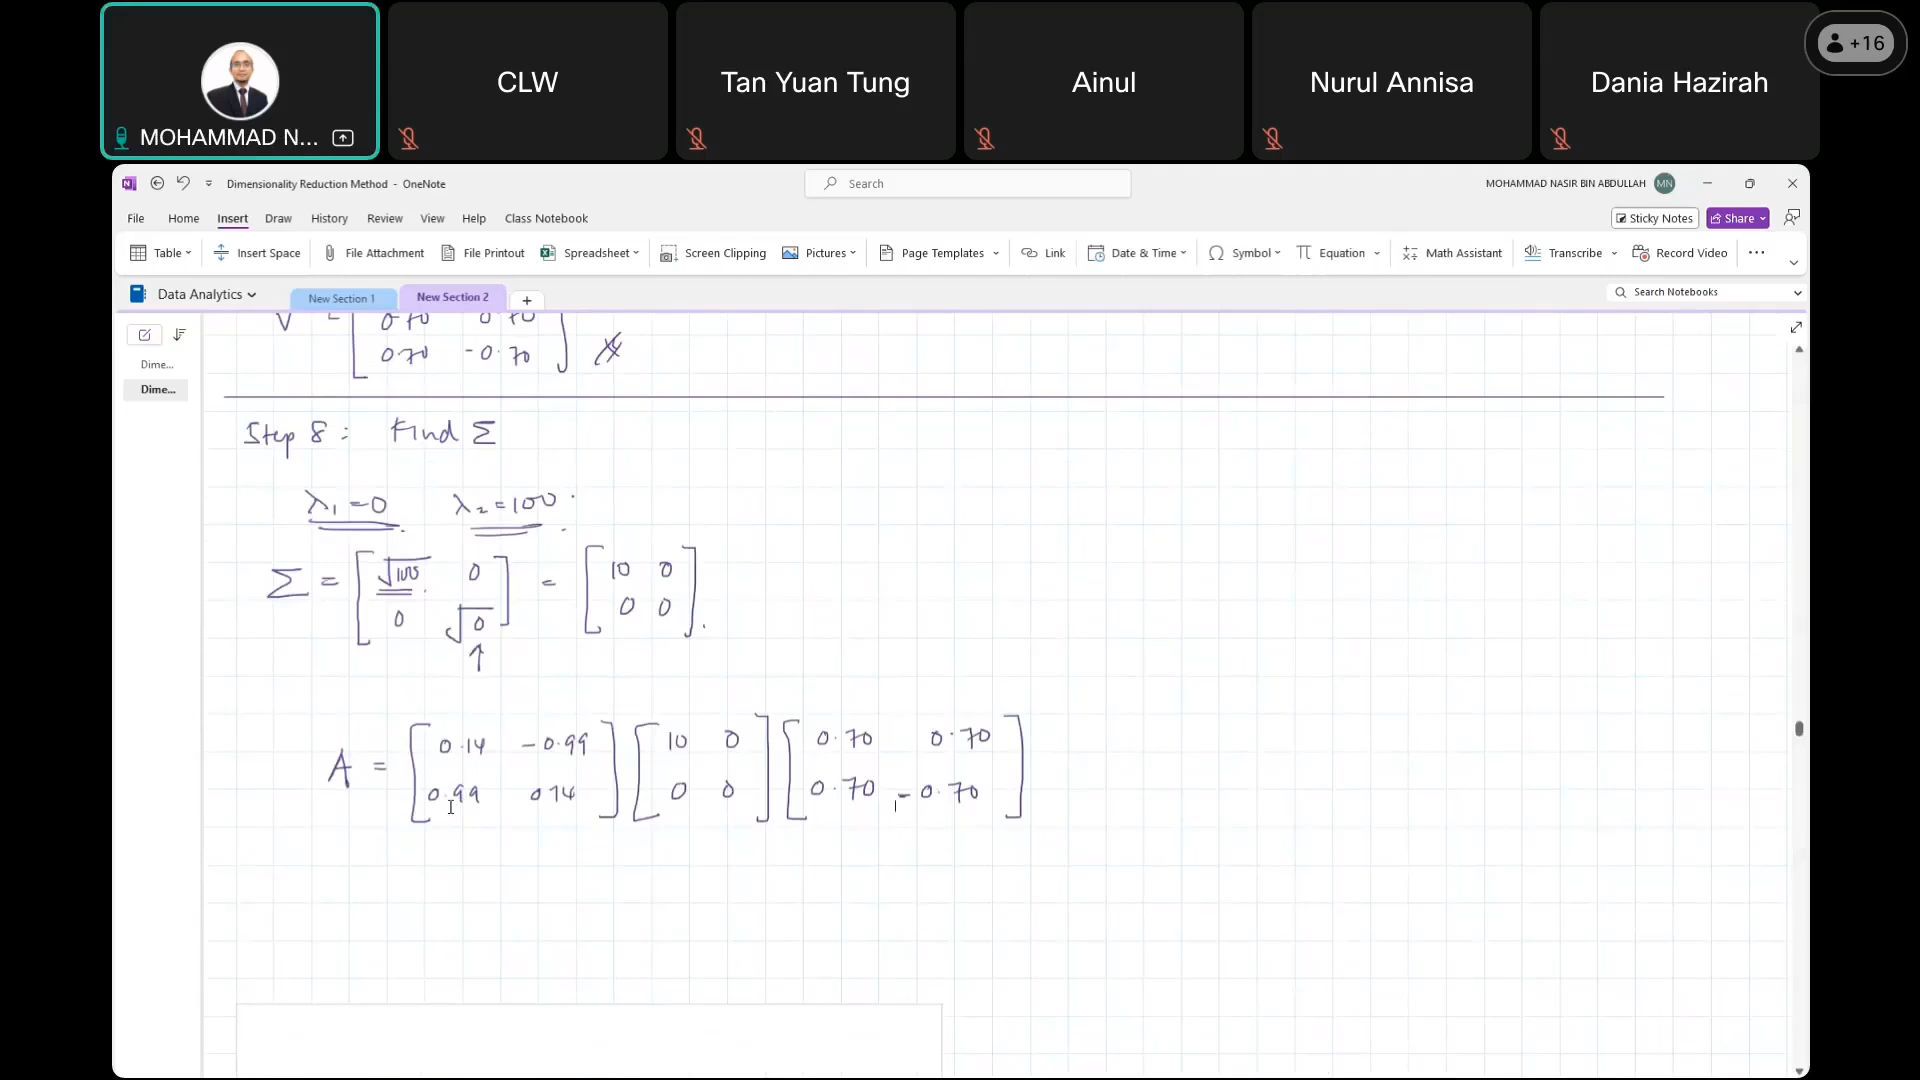 CLW
Tan Yuan Tung
Ainul
Nurul Annisa
Dania Hazirah
+16
MOHAMMAD N...
Dimensionality Reduction Method - OneNote
Search
MOHAMMAD NASIR BIN ABDULLAH
MN
File Home Insert Draw History Review View Help Class Notebook
Sticky Notes
Share
Table
Insert Space
File Attachment
File Printout
Spreadsheet
Screen Clipping
Pictures
Page Templates
Link
Date & Time
Symbol
Equation
Math Assistant
Transcribe
Record Video
...
Data Analytics
New Section 1
New Section 2
+
Search Notebooks
Dime...
Dime...
V = [ 0.70 0.70
0.70 -0.70 ]
Step 8 : Find Σ
λ₁ = 0 λ₂ = 100
Σ = [ √100 0 = [ 10 0
0 √0 ] 0 0 ]
↑
A = [ 0.14 -0.99 ] [ 10 0 ] [ 0.70 0.70 ]
0.99 0.14 0 0 0.70 -0.70